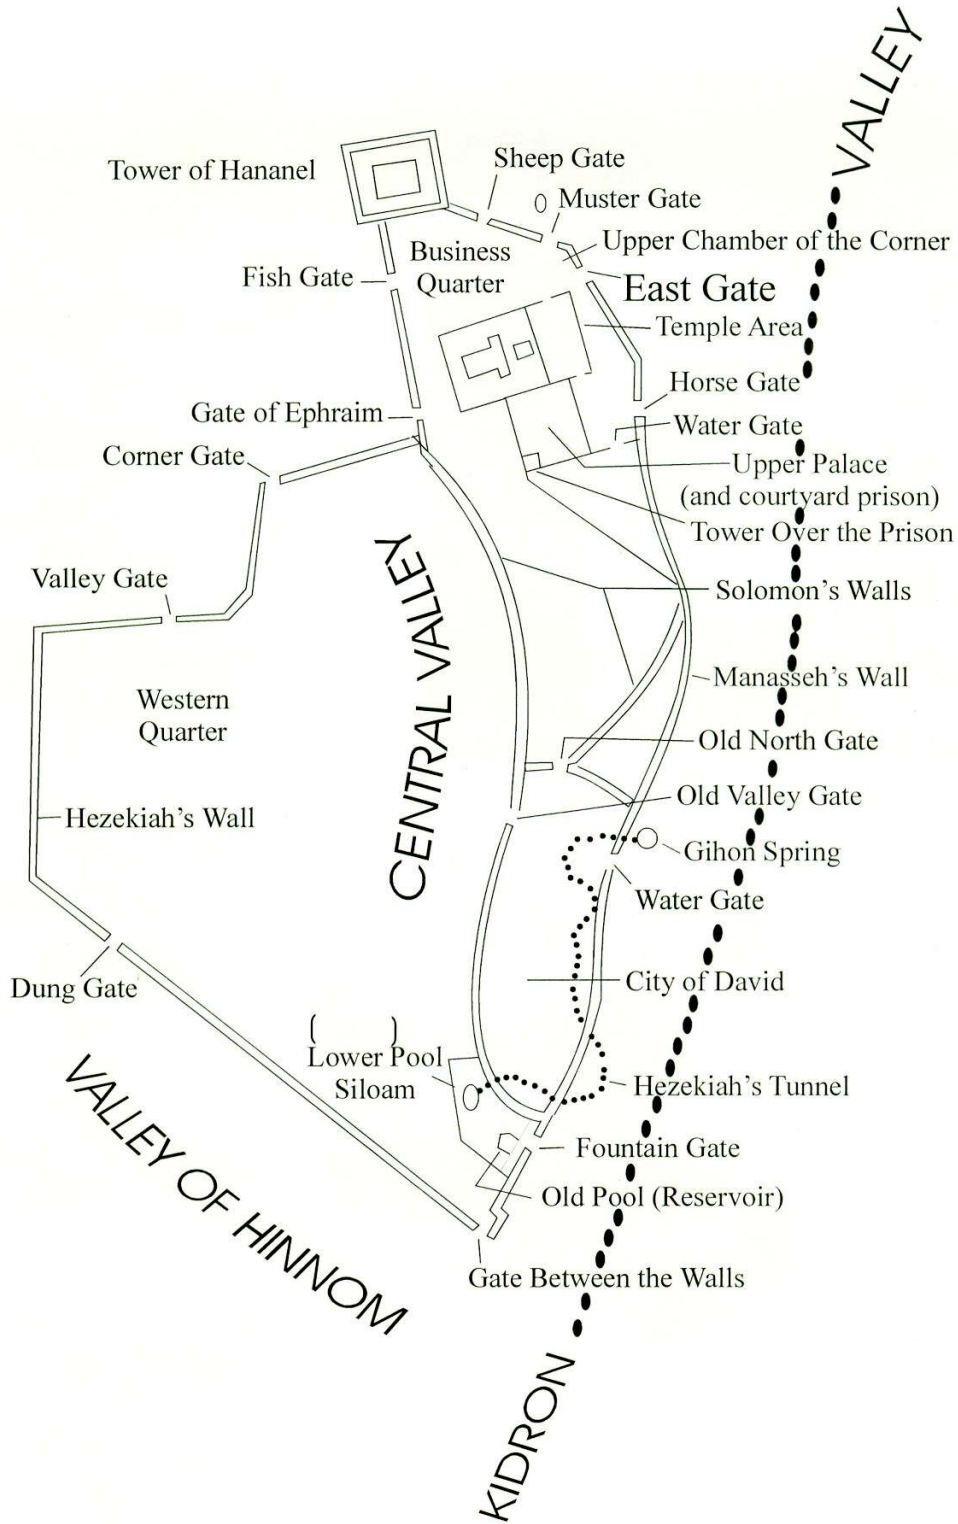 VALLEY
Sheep Gate
Tower of Hananel
Muster Gate
Upper Chamber of the Corner
Business
Quarter
Fish Gate
East Gate
Temple Area
Horse Gate
Gate of Ephraim
Water Gate
Corner Gate
Upper Palace
(and courtyard prison)
Tower Over the Prison
Valley Gate
Solomon's Walls
CENTRAL VALLEY
Manasseh's Wall
Western
Quarter
Old North Gate
Old Valley Gate
Hezekiah's Wall
Gihon Spring
Water Gate
City of David
Dung Gate
Lower Pool
Siloam
Hezekiah's Tunnel
VALLEY OF HINNOM
Fountain Gate
Old Pool (Reservoir)
Gate Between the Walls
KIDRON